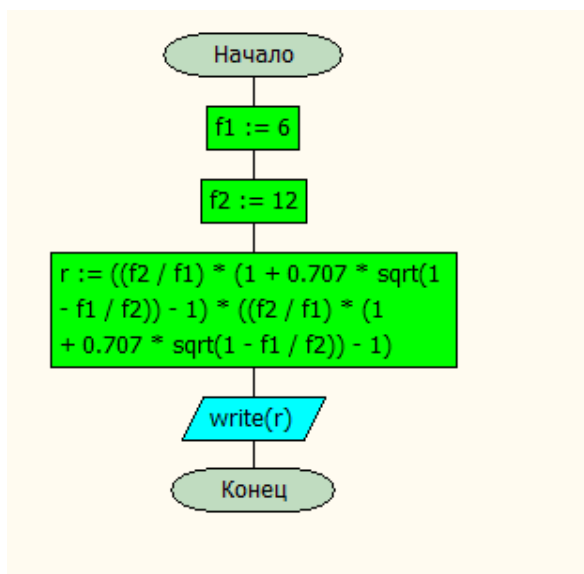 Начало
f1 := 6
f2 := 12
r := ((f2 / f1) * (1 + 0.707 * sqrt(1
- f1 / f2)) - 1) * ((f2 / f1) * (1
+ 0.707 * sqrt(1 - f1 / f2)) - 1)
write(r)
Конец